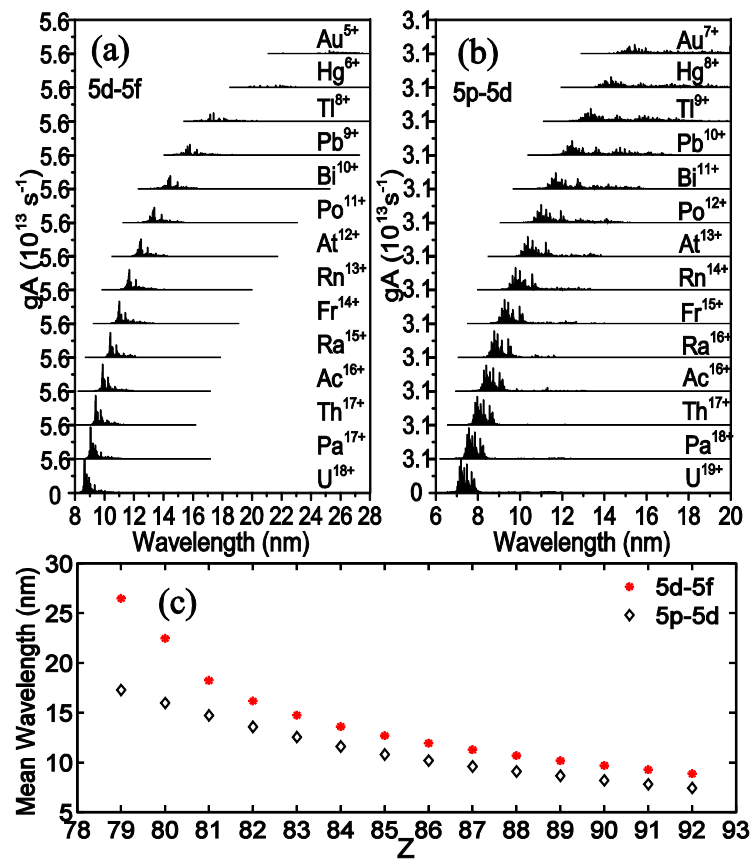 (a)
5d-5f
gA (10¹³ s⁻¹)
5.6
5.6
5.6
5.6
5.6
5.6
5.6
5.6
5.6
5.6
5.6
5.6
5.6
5.6
0
Au⁵⁺
Hg⁶⁺
Tl⁸⁺
Pb⁹⁺
Bi¹⁰⁺
Po¹¹⁺
At¹²⁺
Rn¹³⁺
Fr¹⁴⁺
Ra¹⁵⁺
Ac¹⁶⁺
Th¹⁷⁺
Pa¹⁷⁺
U¹⁸⁺
8 10 12 14 16 18 20 22 24 26 28
Wavelength (nm)
(b)
5p-5d
gA (10¹³ s⁻¹)
3.1
3.1
3.1
3.1
3.1
3.1
3.1
3.1
3.1
3.1
3.1
3.1
3.1
3.1
0
Au⁷⁺
Hg⁸⁺
Tl⁹⁺
Pb¹⁰⁺
Bi¹¹⁺
Po¹²⁺
At¹³⁺
Rn¹⁴⁺
Fr¹⁵⁺
Ra¹⁶⁺
Ac¹⁶⁺
Th¹⁷⁺
Pa¹⁸⁺
U¹⁹⁺
6 8 10 12 14 16 18 20
Wavelength (nm)
(c)
5d-5f
5p-5d
Mean Wavelength (nm)
30
25
20
15
10
5
78 79 80 81 82 83 84 85 86 87 88 89 90 91 92 93
Z